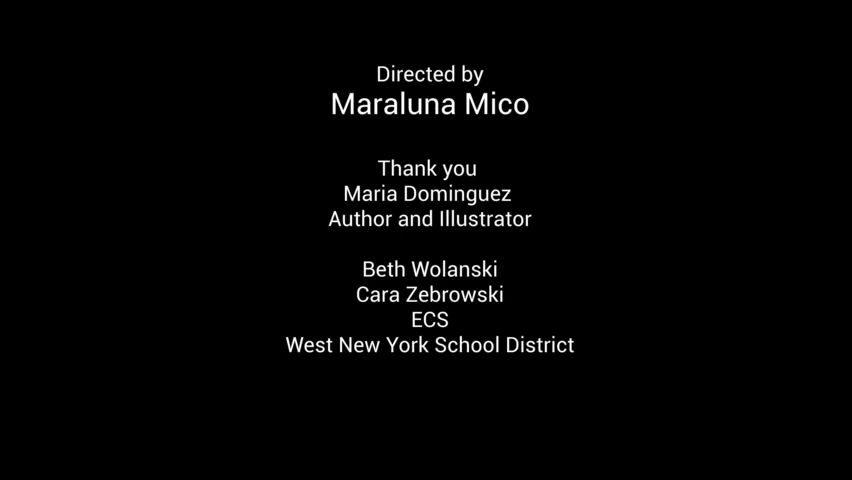 Directed by
Maraluna Mico
Thank you
Maria Dominguez
Author and Illustrator
Beth Wolanski
Cara Zebrowski
ECS
West New York School District